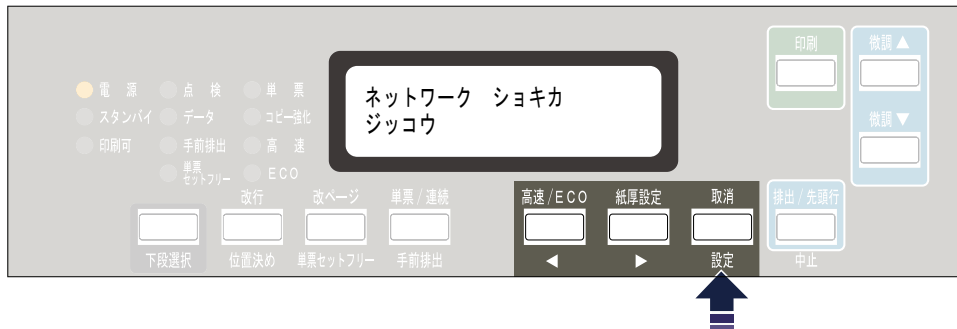 印刷
微調 ▲
電 源
点 検
単 票
ネットワーク ショキカ
ジッコウ
スタンバイ
データ
コピー強化
微調 ▼
印刷可
手前排出
高 速
単票
セットフリー
ECO
改行
改ページ
単票/連続
高速/ECO
紙厚設定
取消
排出/先頭行
下段選択
位置決め
単票セットフリー
手前排出
◀
▶
設定
中止